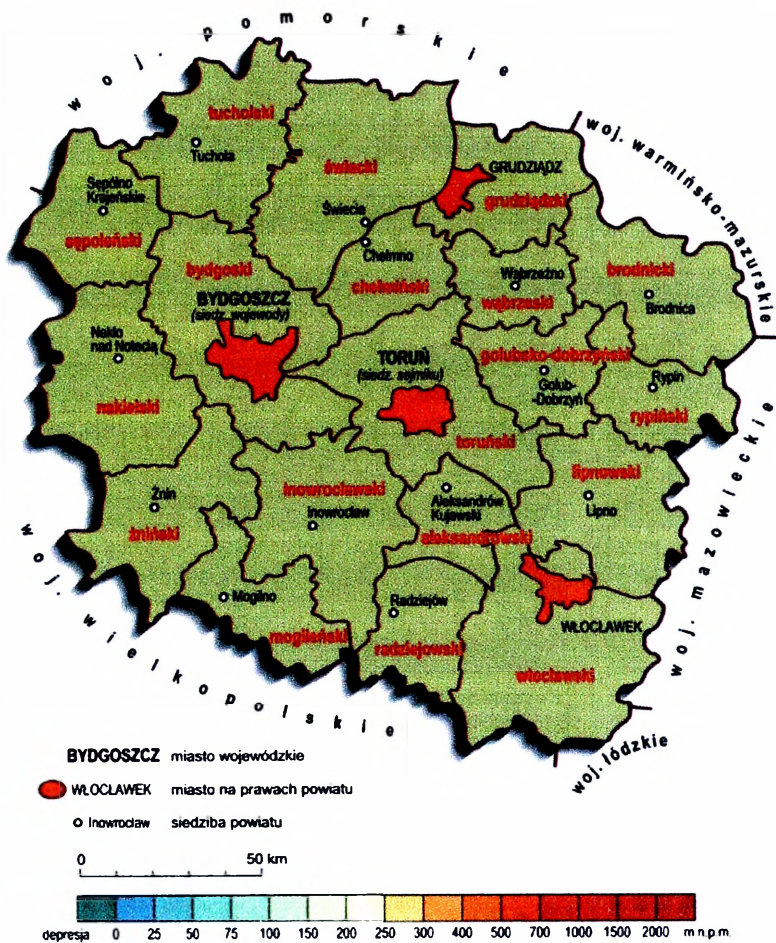 woj. pomorskie
woj. warmińsko-mazurskie
tucholski
Tuchola
świecki
GRUDZIĄDZ
grudziądzki
Sępólno
Krajeńskie
sępoleński
Świecie
Chełmno
chełmiński
bydgoski
BYDGOSZCZ
(siedz. wojewody)
Wąbrzeźno
wąbrzeski
brodnicki
Brodnica
Nakło
nad Notecią
nakielski
TORUŃ
(siedz. sejmiku)
toruński
golubsko-dobrzyński
Golub-
-Dobrzyń
Rypin
rypiński
woj. mazowieckie
inowrocławski
Inowrocław
Aleksandrów
Kujawski
aleksandrowski
lipnowski
Lipno
Żnin
żniński
Mogilno
mogileński
Radziejów
radziejowski
WŁOCŁAWEK
włocławski
woj. wielkopolskie
woj. łódzkie
BYDGOSZCZ miasto wojewódzkie
WŁOCŁAWEK miasto na prawach powiatu
Inowrocław siedziba powiatu
0 50 km
depresja 0 25 50 75 100 150 200 250 300 400 500 700 1000 1500 2000 m n.p.m.